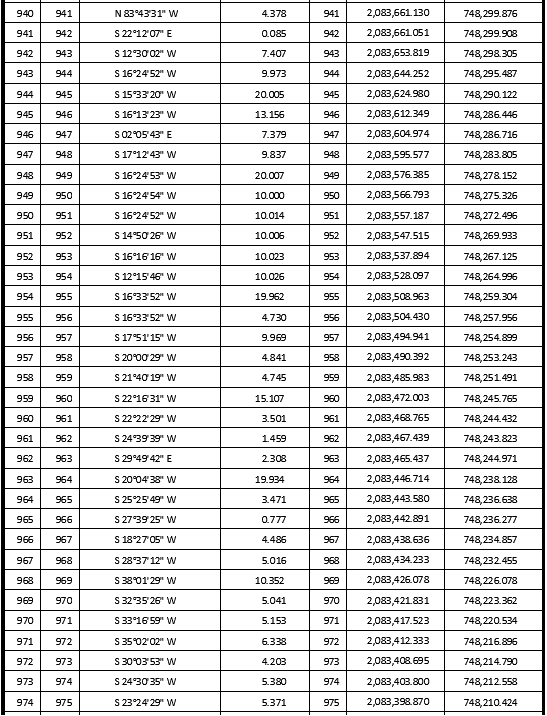 940 941 N 83°43'31" W 4.378 941 2,083,661.130 748,299.876
941 942 S 22°12'07" E 0.085 942 2,083,661.051 748,299.908
942 943 S 12°30'02" W 7.407 943 2,083,653.819 748,298.305
943 944 S 16°24'52" W 9.973 944 2,083,644.252 748,295.487
944 945 S 15°33'20" W 20.005 945 2,083,624.980 748,290.122
945 946 S 16°13'23" W 13.156 946 2,083,612.349 748,286.446
946 947 S 02°05'43" E 7.379 947 2,083,604.974 748,286.716
947 948 S 17°12'43" W 9.837 948 2,083,595.577 748,283.805
948 949 S 16°24'53" W 20.007 949 2,083,576.385 748,278.152
949 950 S 16°24'54" W 10.000 950 2,083,566.793 748,275.326
950 951 S 16°24'52" W 10.014 951 2,083,557.187 748,272.496
951 952 S 14°50'26" W 10.006 952 2,083,547.515 748,269.933
952 953 S 16°16'16" W 10.023 953 2,083,537.894 748,267.125
953 954 S 12°15'46" W 10.026 954 2,083,528.097 748,264.996
954 955 S 16°33'52" W 19.962 955 2,083,508.963 748,259.304
955 956 S 16°33'52" W 4.730 956 2,083,504.430 748,257.956
956 957 S 17°51'15" W 9.969 957 2,083,494.941 748,254.899
957 958 S 20°00'29" W 4.841 958 2,083,490.392 748,253.243
958 959 S 21°40'19" W 4.745 959 2,083,485.983 748,251.491
959 960 S 22°16'31" W 15.107 960 2,083,472.003 748,245.765
960 961 S 22°22'29" W 3.501 961 2,083,468.765 748,244.432
961 962 S 24°39'39" W 1.459 962 2,083,467.439 748,243.823
962 963 S 29°49'42" E 2.308 963 2,083,465.437 748,244.971
963 964 S 20°04'38" W 19.934 964 2,083,446.714 748,238.128
964 965 S 25°25'49" W 3.471 965 2,083,443.580 748,236.638
965 966 S 27°39'25" W 0.777 966 2,083,442.891 748,236.277
966 967 S 18°27'05" W 4.486 967 2,083,438.636 748,234.857
967 968 S 28°37'12" W 5.016 968 2,083,434.233 748,232.455
968 969 S 38°01'29" W 10.352 969 2,083,426.078 748,226.078
969 970 S 32°35'26" W 5.041 970 2,083,421.831 748,223.362
970 971 S 33°16'59" W 5.153 971 2,083,417.523 748,220.534
971 972 S 35°02'02" W 6.338 972 2,083,412.333 748,216.896
972 973 S 30°03'53" W 4.203 973 2,083,408.695 748,214.790
973 974 S 24°30'35" W 5.380 974 2,083,403.800 748,212.558
974 975 S 23°24'29" W 5.371 975 2,083,398.870 748,210.424